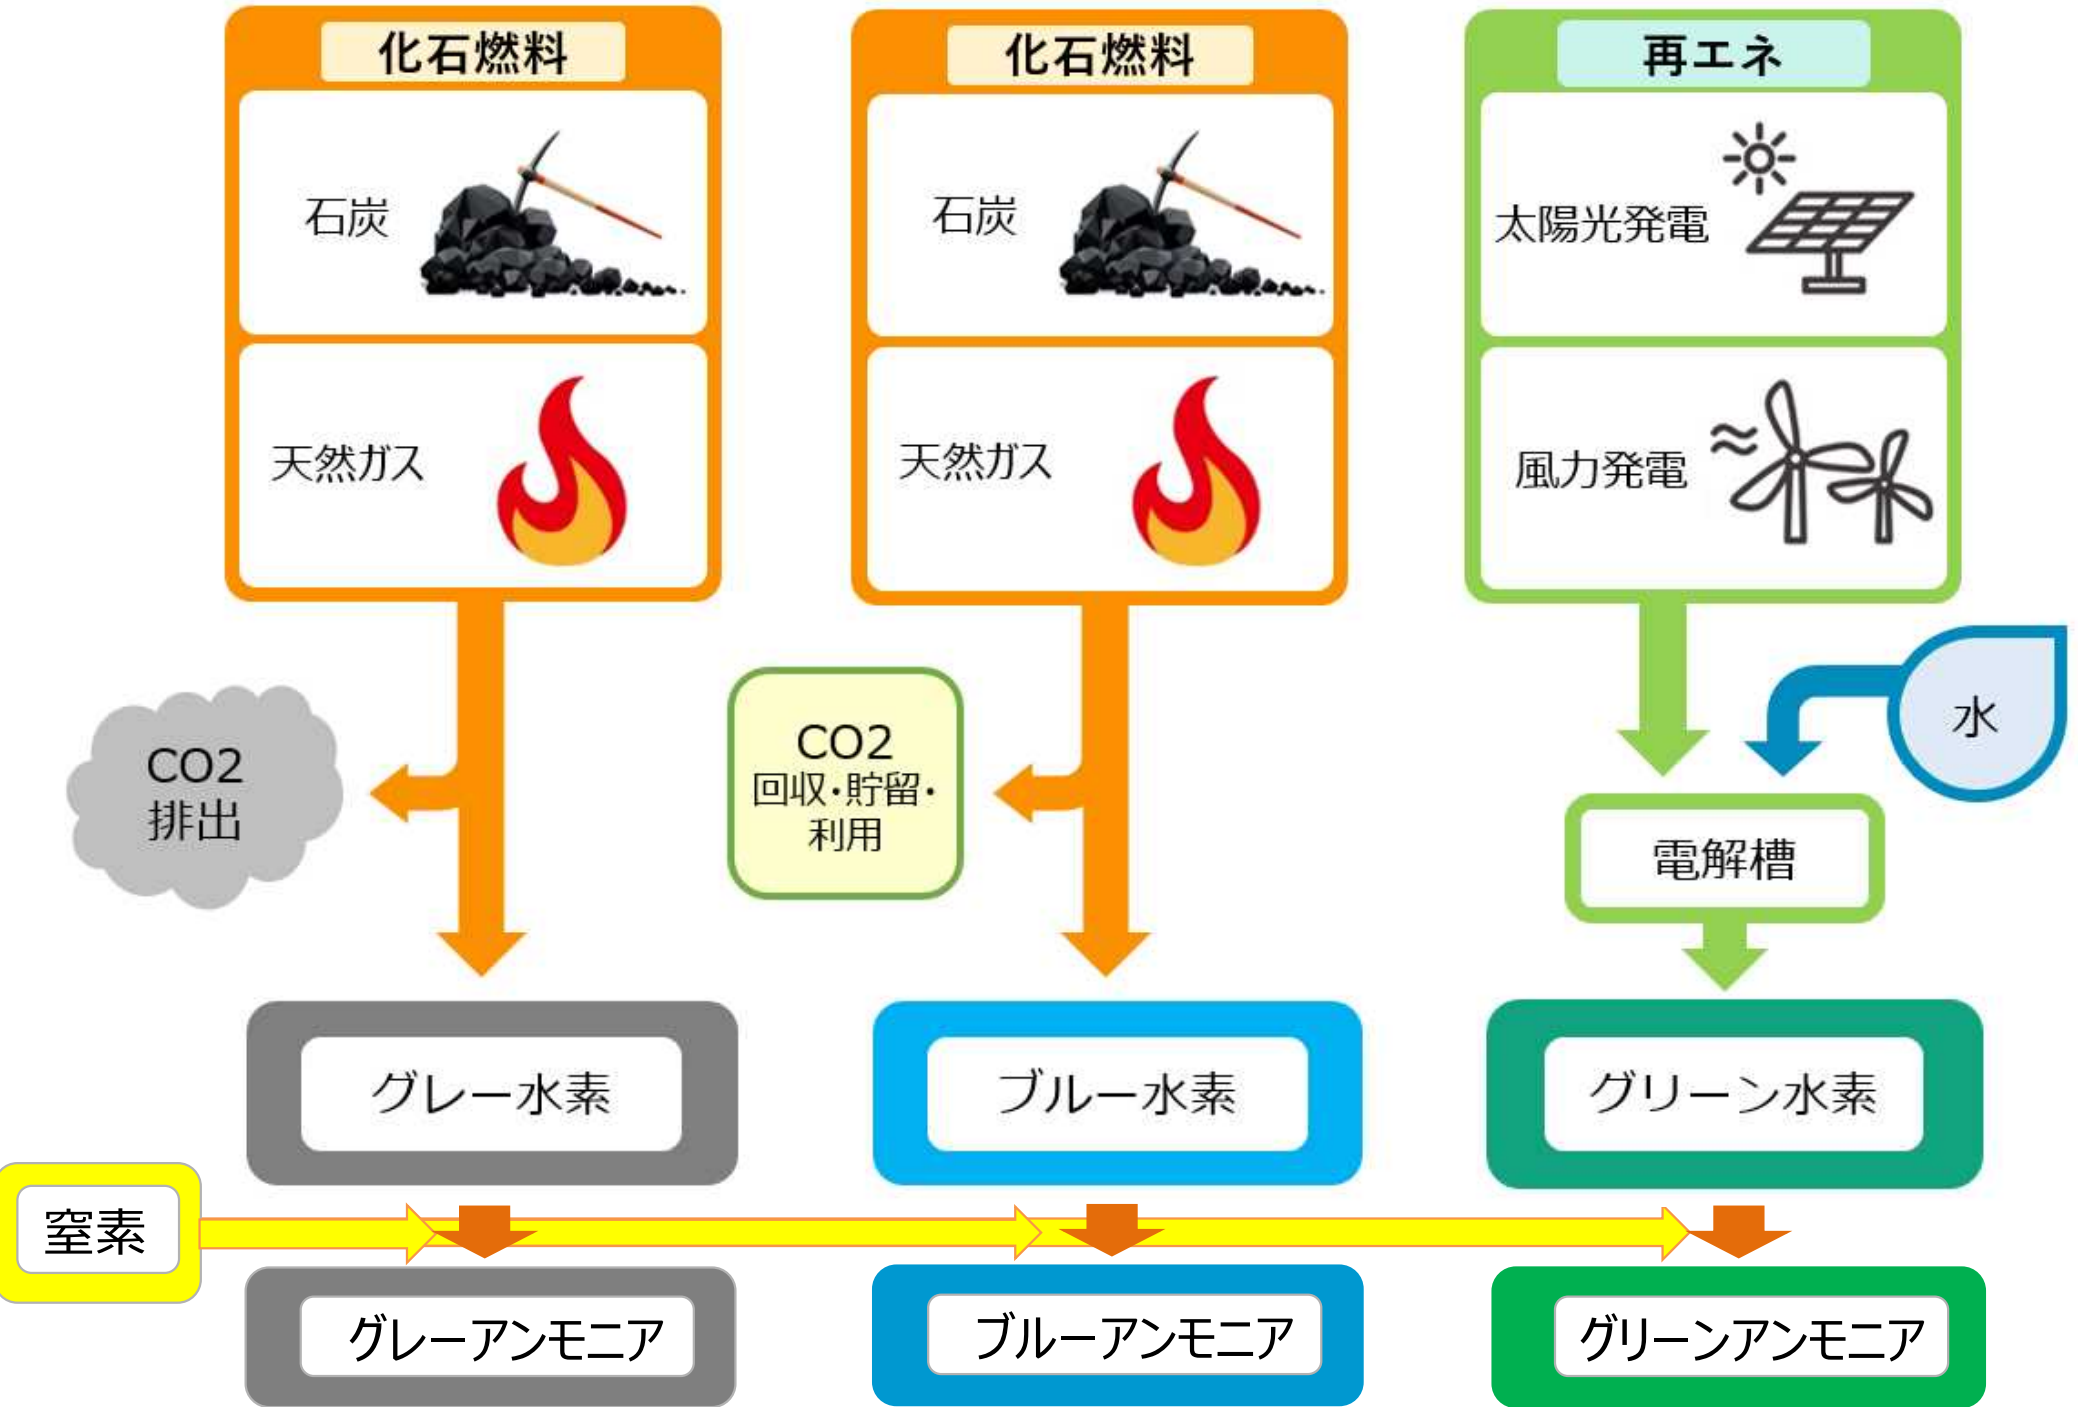 化石燃料
石炭
天然ガス
CO2
排出
グレー水素
化石燃料
石炭
天然ガス
CO2
回収・貯留・
利用
ブルー水素
再エネ
太陽光発電
風力発電
水
電解槽
グリーン水素
窒素
グレーアンモニア
ブルーアンモニア
グリーンアンモニア